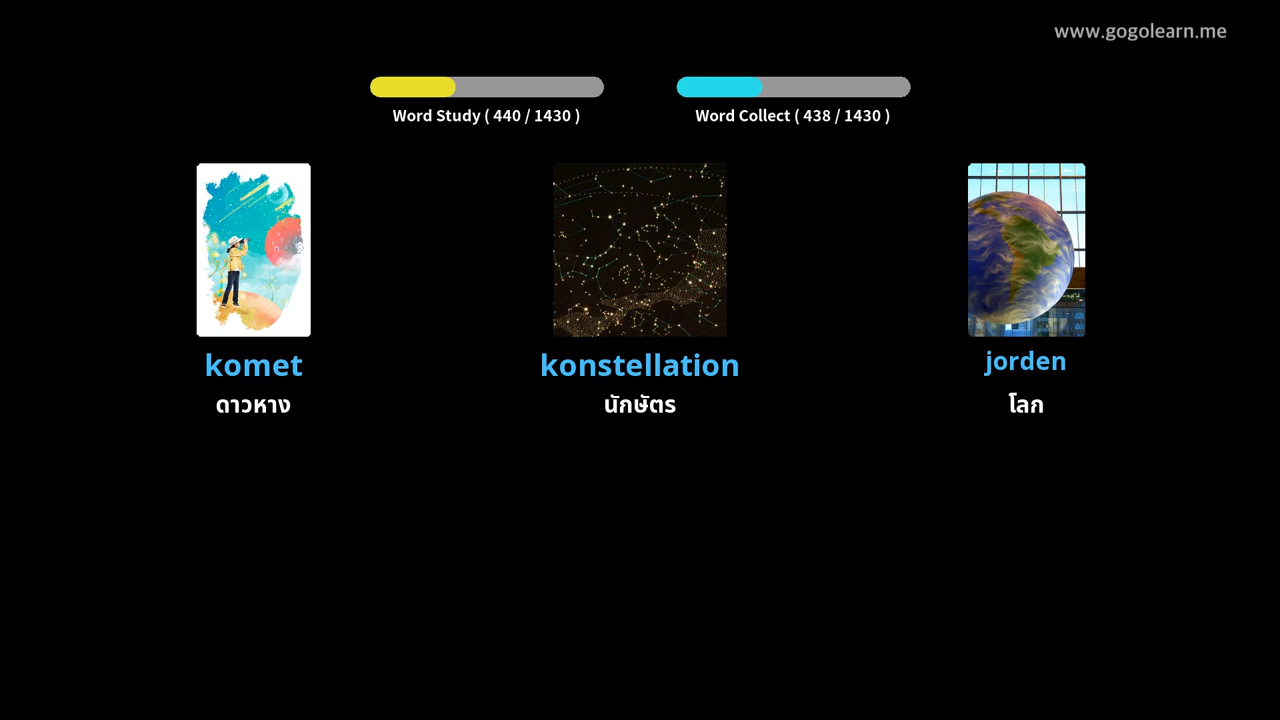 www.gogolearn.me
Word Study ( 440 / 1430 )
Word Collect ( 438 / 1430 )
komet
konstellation
jorden
ดาวหาง
นักษัตร
โลก